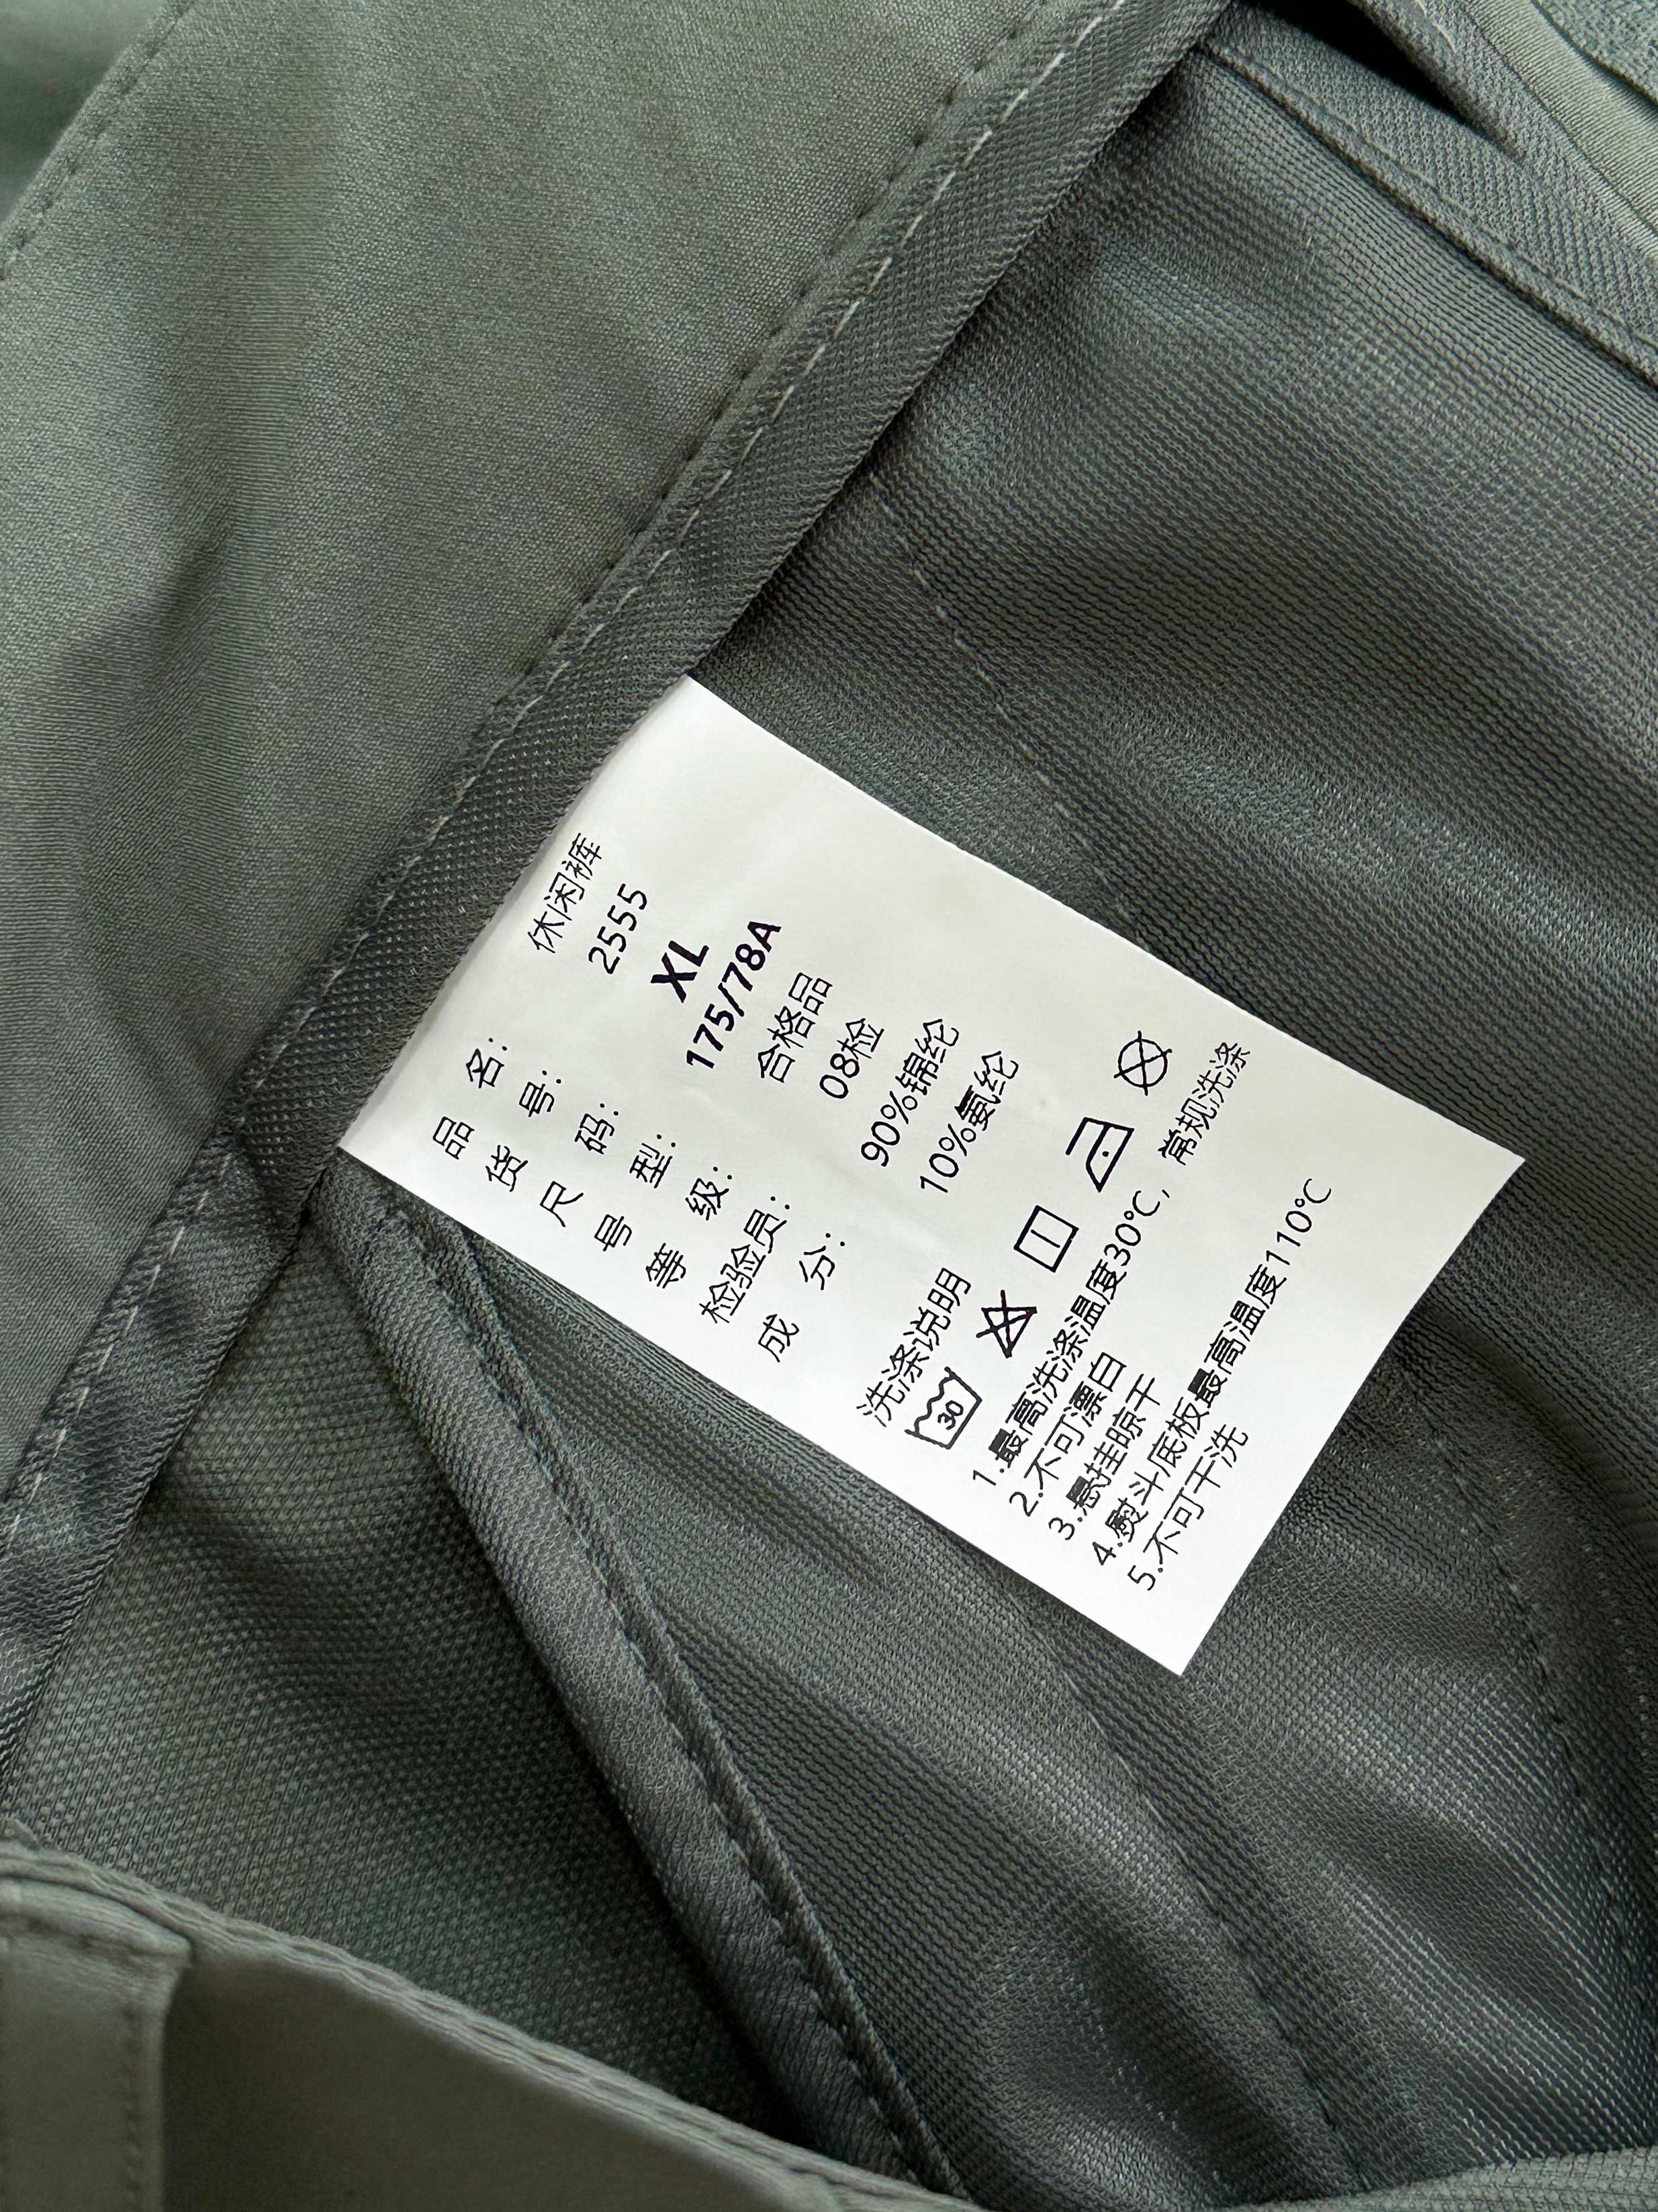 品名: 休闲裤
货号: 2555
尺码: XL
号型: 175/78A
等级: 合格品
检验员: 08检
成分: 90%锦纶
10%氨纶
洗涤说明
30
1.最高洗涤温度30℃, 常规洗涤
2.不可漂白
3.悬挂晾干
4.熨斗底板最高温度110℃
5.不可干洗